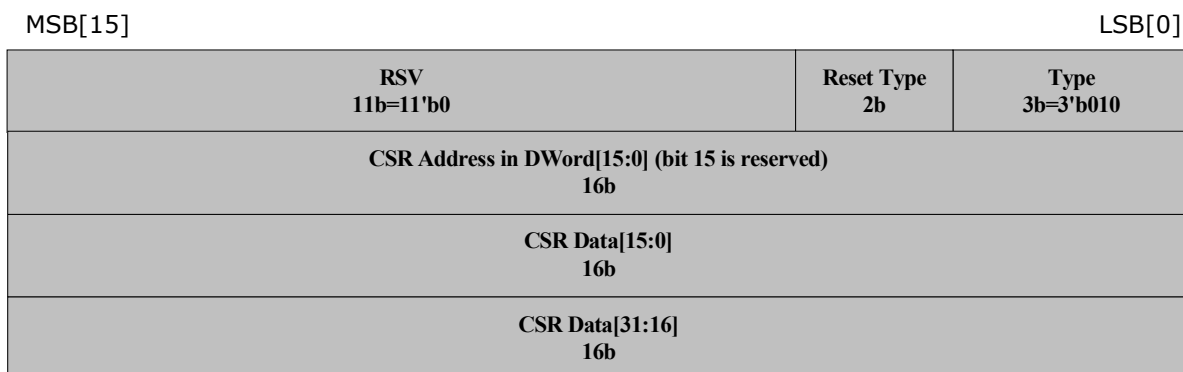 MSB[15] LSB[0]
RSV Reset Type Type
11b=11'b0 2b 3b=3'b010
CSR Address in DWord[15:0] (bit 15 is reserved)
16b
CSR Data[15:0]
16b
CSR Data[31:16]
16b